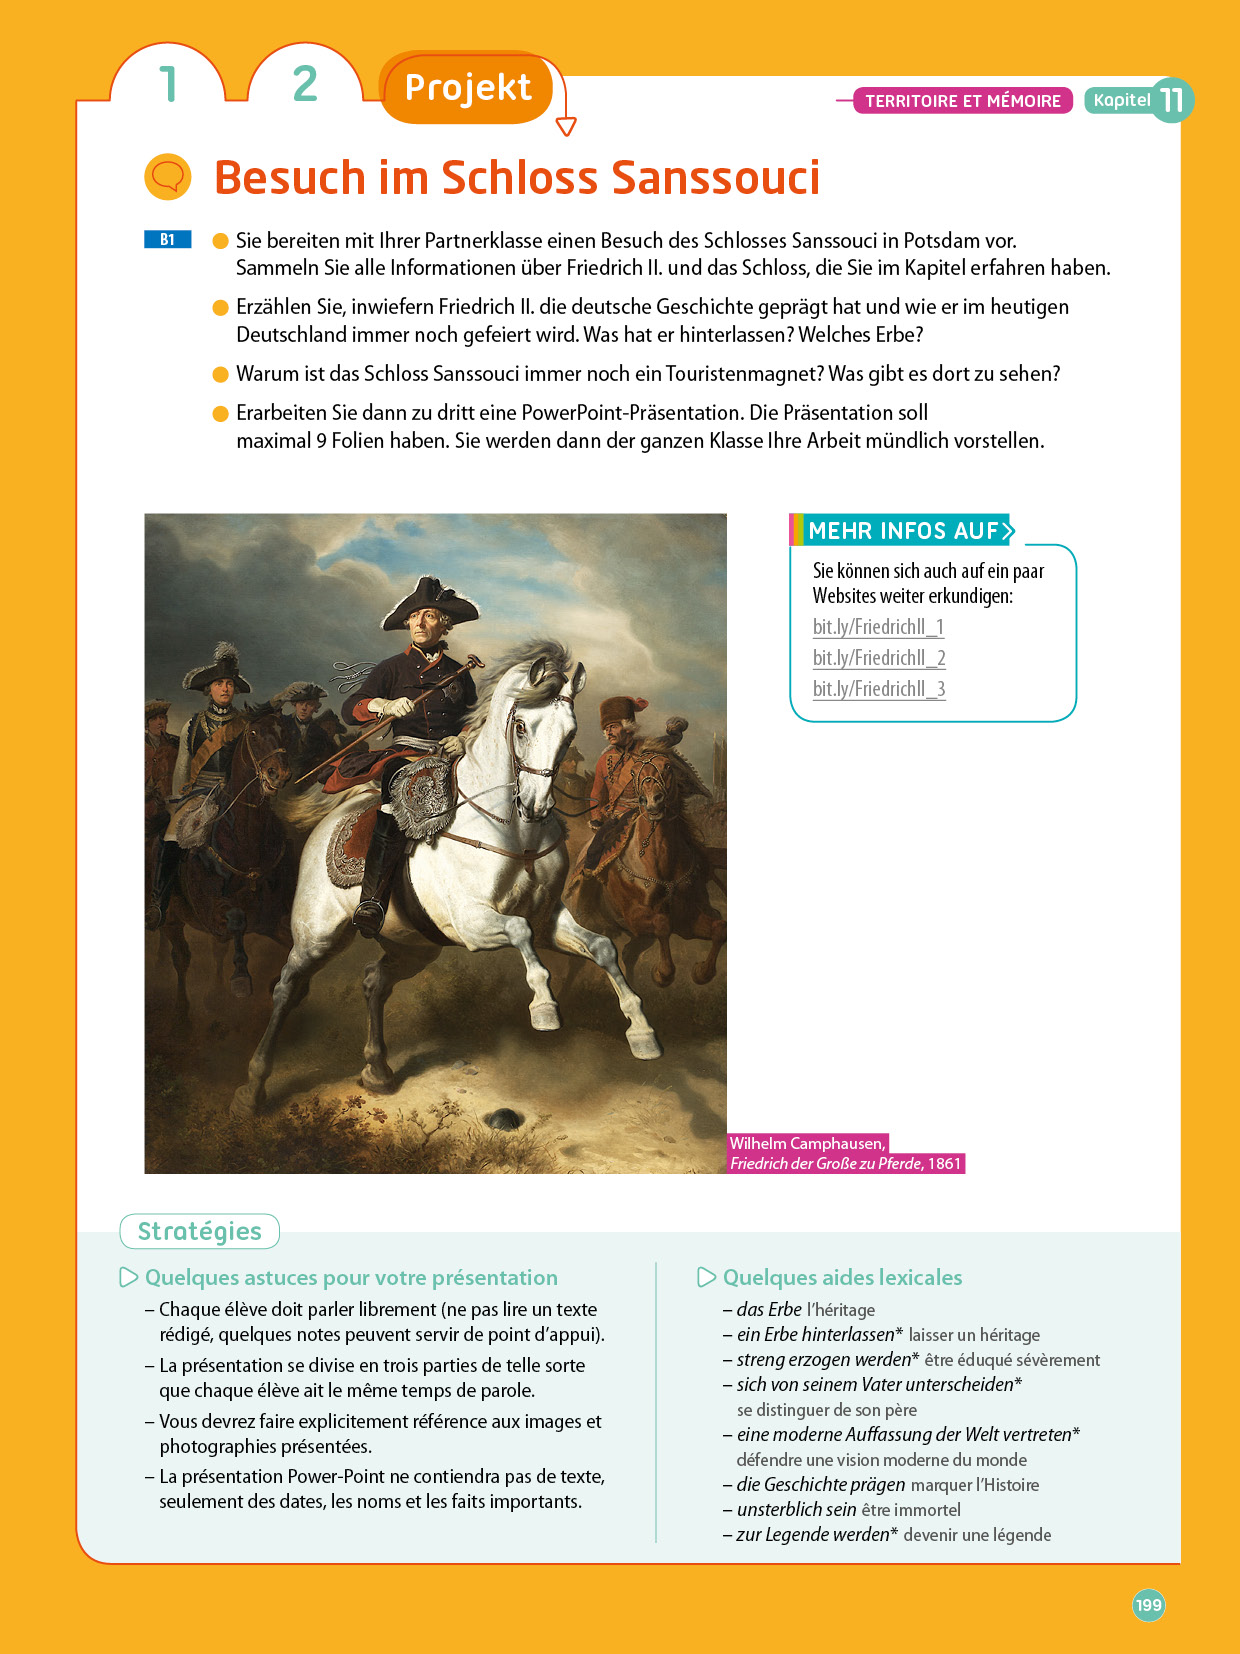 1
2
Projekt
TERRITOIRE ET MÉMOIRE
Kapitel 11
Besuch im Schloss Sanssouci
B1
Sie bereiten mit Ihrer Partnerklasse einen Besuch des Schlosses Sanssouci in Potsdam vor.
Sammeln Sie alle Informationen über Friedrich II. und das Schloss, die Sie im Kapitel erfahren haben.
Erzählen Sie, inwiefern Friedrich II. die deutsche Geschichte geprägt hat und wie er im heutigen
Deutschland immer noch gefeiert wird. Was hat er hinterlassen? Welches Erbe?
Warum ist das Schloss Sanssouci immer noch ein Touristenmagnet? Was gibt es dort zu sehen?
Erarbeiten Sie dann zu dritt eine PowerPoint-Präsentation. Die Präsentation soll
maximal 9 Folien haben. Sie werden dann der ganzen Klasse Ihre Arbeit mündlich vorstellen.
MEHR INFOS AUF
Sie können sich auch auf ein paar
Websites weiter erkundigen:
bit.ly/FriedrichII_1
bit.ly/FriedrichII_2
bit.ly/FriedrichII_3
Wilhelm Camphausen,
Friedrich der Große zu Pferde, 1861
Stratégies
Quelques astuces pour votre présentation
– Chaque élève doit parler librement (ne pas lire un texte
rédigé, quelques notes peuvent servir de point d'appui).
– La présentation se divise en trois parties de telle sorte
que chaque élève ait le même temps de parole.
– Vous devrez faire explicitement référence aux images et
photographies présentées.
– La présentation Power-Point ne contiendra pas de texte,
seulement des dates, les noms et les faits importants.
Quelques aides lexicales
– das Erbe l'héritage
– ein Erbe hinterlassen* laisser un héritage
– streng erzogen werden* être éduqué sévèrement
– sich von seinem Vater unterscheiden*
se distinguer de son père
– eine moderne Auffassung der Welt vertreten*
défendre une vision moderne du monde
– die Geschichte prägen marquer l'Histoire
– unsterblich sein être immortel
– zur Legende werden* devenir une légende
199